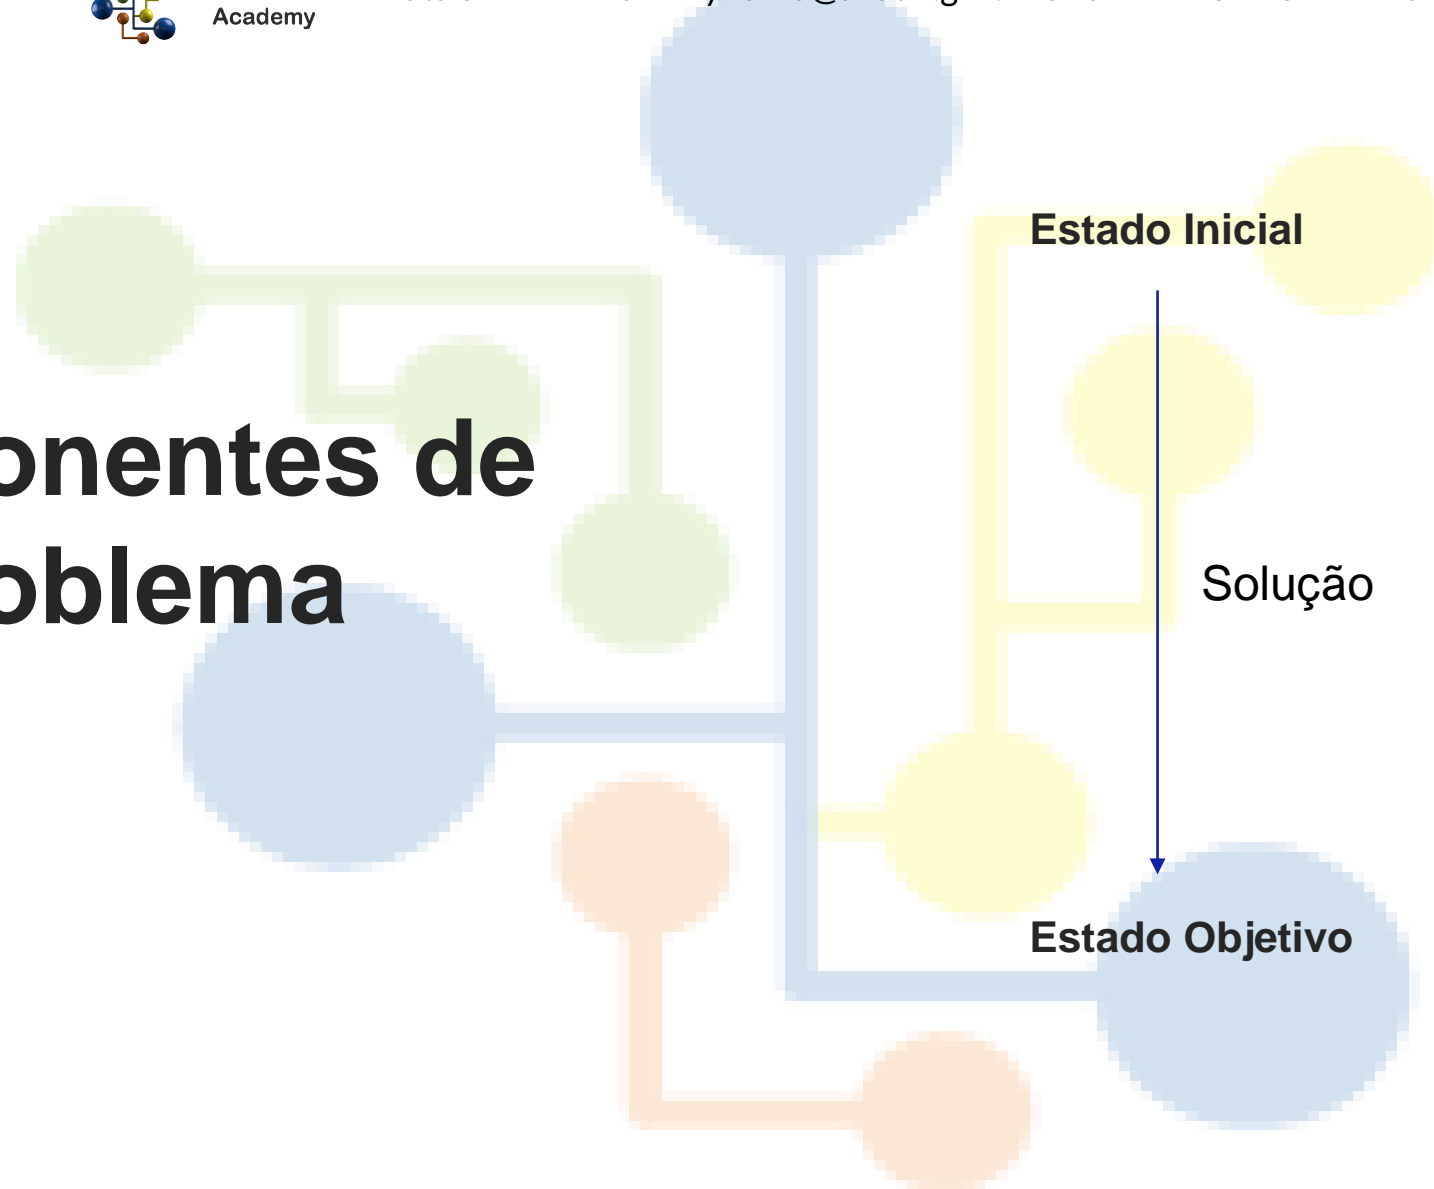 Academy
Estado Inicial
onentes de
oblema
Solução
Estado Objetivo